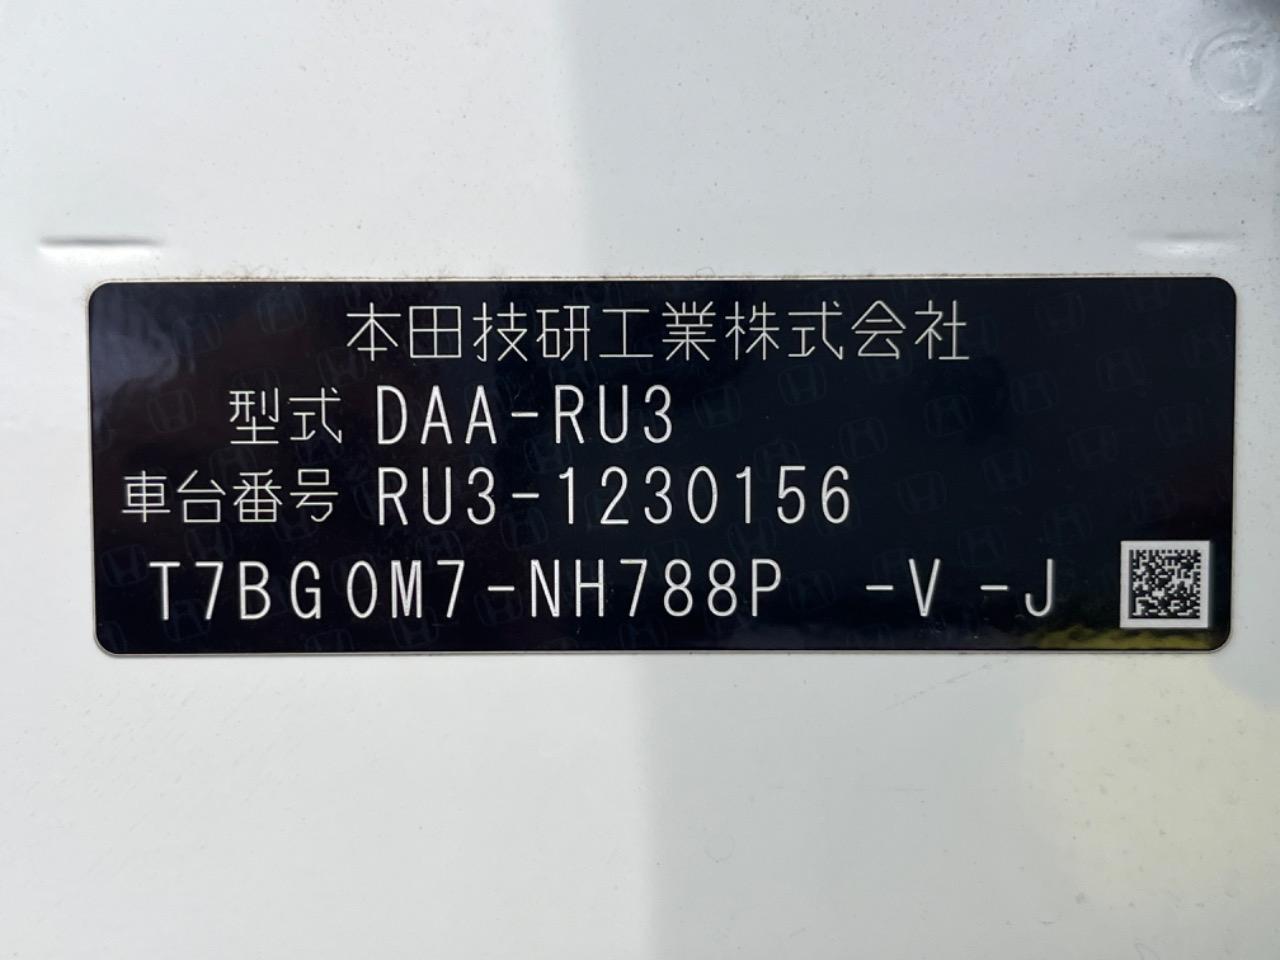 本田技研工業株式会社
型式 DAA-RU3
車台番号 RU3-1230156
T7BG0M7-NH788P -V -J